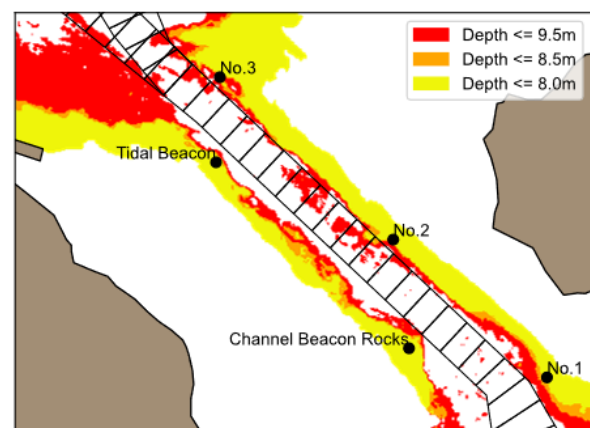 Depth <= 9.5m
Depth <= 8.5m
Depth <= 8.0m
No.3
Tidal Beacon
No.2
Channel Beacon Rocks
No.1